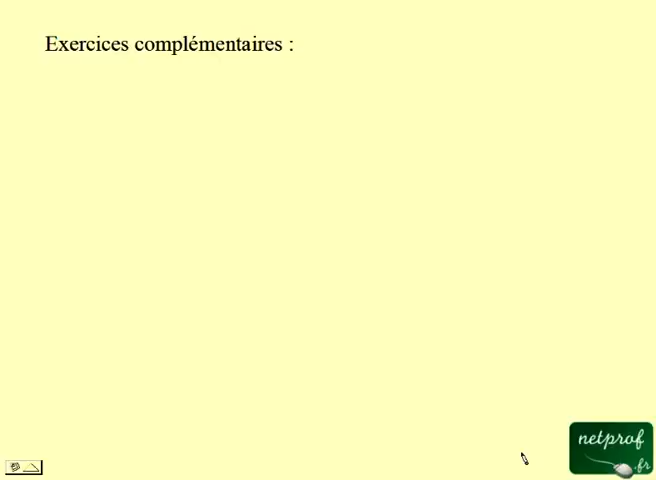 Exercices complémentaires :
netprof
.fr